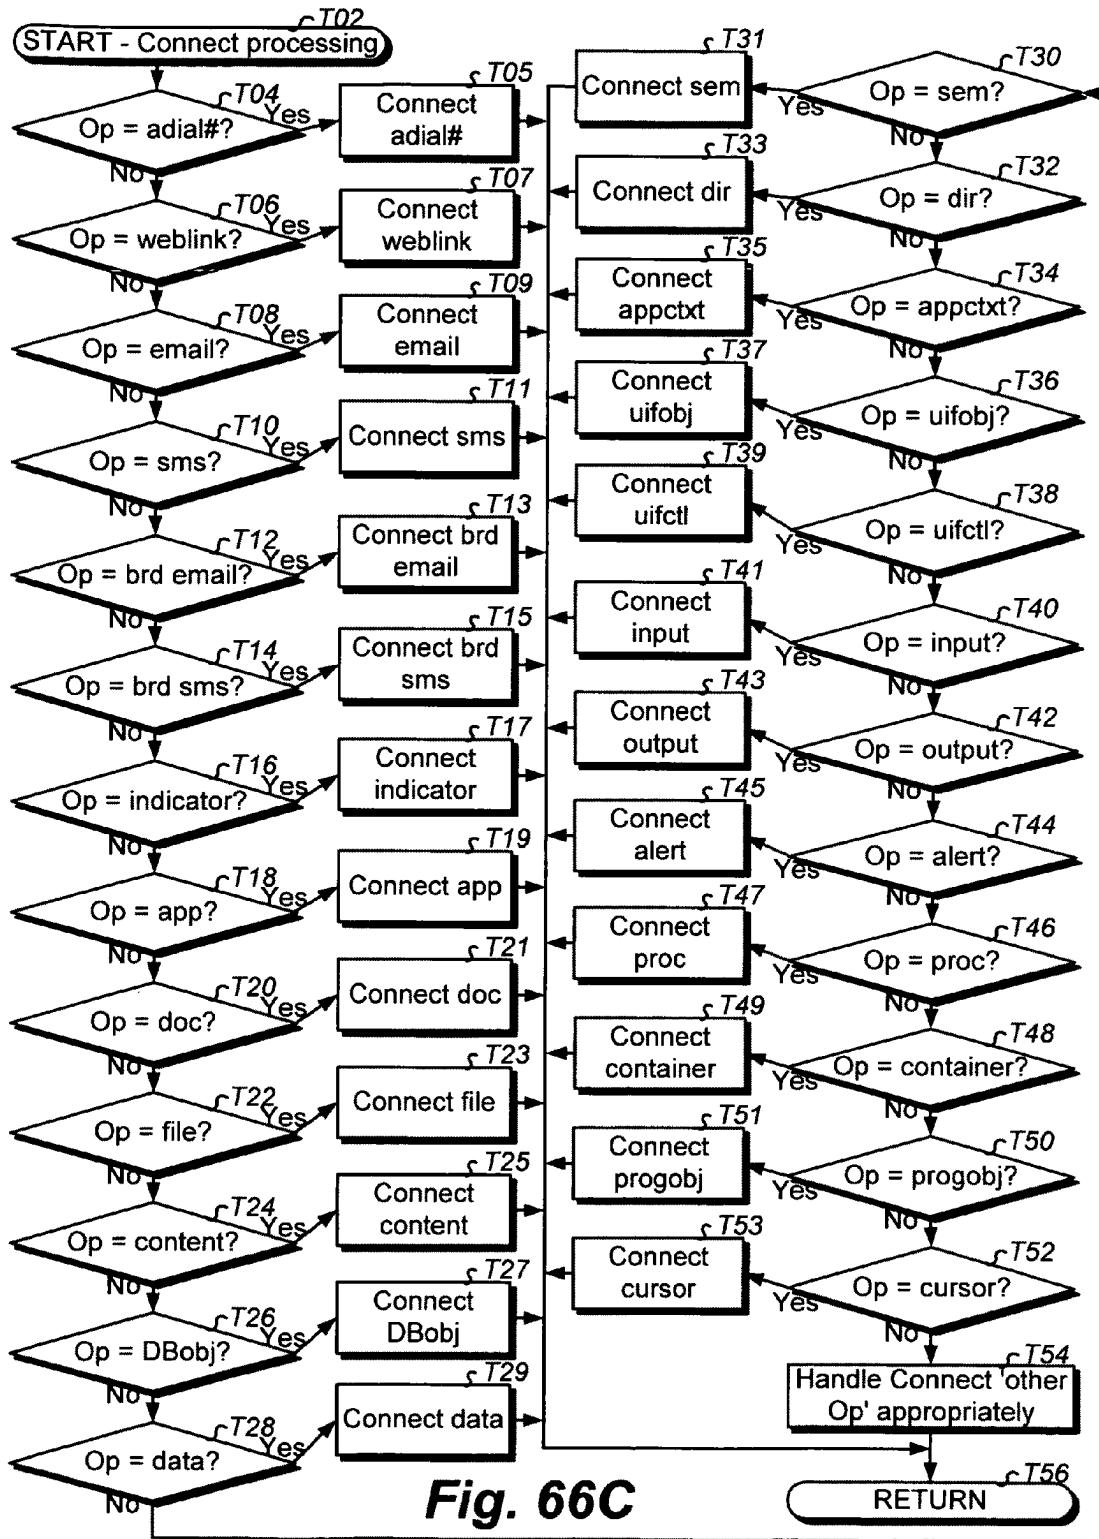 T02
START - Connect processing
T04
Op = adial#?
Yes
No
T05
Connect
adial#
T06
Op = weblink?
Yes
No
T07
Connect
weblink
T08
Op = email?
Yes
No
T09
Connect
email
T10
Op = sms?
Yes
No
T11
Connect sms
T12
Op = brd email?
Yes
No
T13
Connect brd
email
T14
Op = brd sms?
Yes
No
T15
Connect brd
sms
T16
Op = indicator?
Yes
No
T17
Connect
indicator
T18
Op = app?
Yes
No
T19
Connect app
T20
Op = doc?
Yes
No
T21
Connect doc
T22
Op = file?
Yes
No
T23
Connect file
T24
Op = content?
Yes
No
T25
Connect
content
T26
Op = DBobj?
Yes
No
T27
Connect
DBobj
T28
Op = data?
Yes
No
T29
Connect data
T30
Op = sem?
Yes
No
T31
Connect sem
T32
Op = dir?
Yes
No
T33
Connect dir
T34
Op = appctxt?
Yes
No
T35
Connect
appctxt
T36
Op = uifobj?
Yes
No
T37
Connect
uifobj
T38
Op = uifctl?
Yes
No
T39
Connect
uifctl
T40
Op = input?
Yes
No
T41
Connect
input
T42
Op = output?
Yes
No
T43
Connect
output
T44
Op = alert?
Yes
No
T45
Connect
alert
T46
Op = proc?
Yes
No
T47
Connect
proc
T48
Op = container?
Yes
No
T49
Connect
container
T50
Op = progobj?
Yes
No
T51
Connect
progobj
T52
Op = cursor?
Yes
No
T53
Connect
cursor
T54
Handle Connect 'other
Op' appropriately
T56
RETURN
Fig. 66C